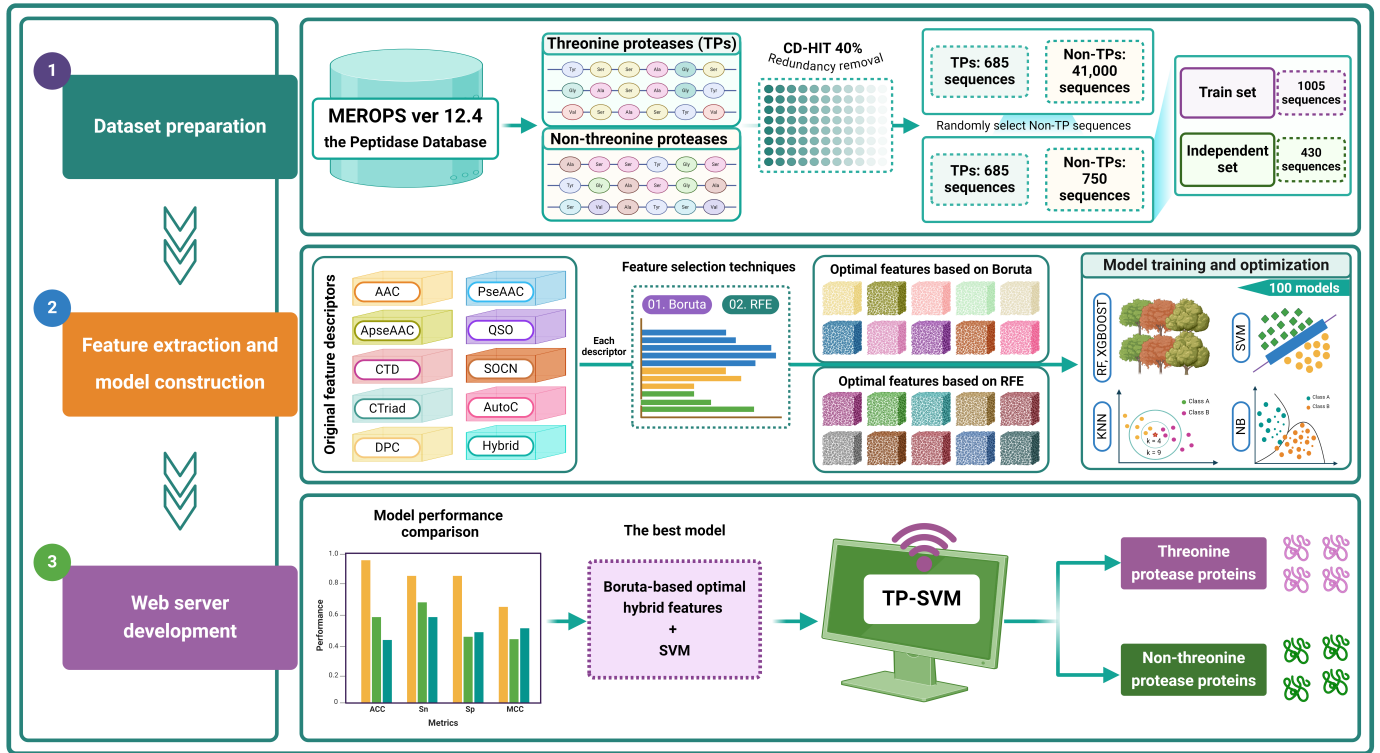 1
Dataset preparation
2
Feature extraction and
model construction
3
Web server
development
MEROPS ver 12.4
the Peptidase Database
Threonine proteases (TPs)
Tyr Ser Ser Ala Gly Ser
Gly Ala Ser Ala Gly Tyr
Val Ser Ala Ser Tyr Val
Non-threonine proteases
Ala Ser Ser Tyr Gly Ser
Tyr Gly Ala Ser Gly Ala
Ser Val Ala Tyr Ser Val
CD-HIT 40%
Redundancy removal
TPs: 685
sequences
Non-TPs:
41,000
sequences
Randomly select Non-TP sequences
TPs: 685
sequences
Non-TPs:
750
sequences
Train set
1005
sequences
Independent
set
430
sequences
Original feature descriptors
AAC
PseAAC
ApseAAC
QSO
CTD
SOCN
CTriad
AutoC
DPC
Hybrid
Each
descriptor
Feature selection techniques
01. Boruta
02. RFE
Optimal features based on Boruta
Optimal features based on RFE
Model training and optimization
100 models
RF, XGBOOST
SVM
KNN
Class A
Class B
k = 4
k = 9
NB
Class A
Class B
Model performance
comparison
Performance
1.0
0.8
0.6
0.4
0.2
0
ACC
Sn
Sp
MCC
Metrics
The best model
Boruta-based optimal
hybrid features
+
SVM
TP-SVM
Threonine
protease proteins
Non-threonine
protease proteins